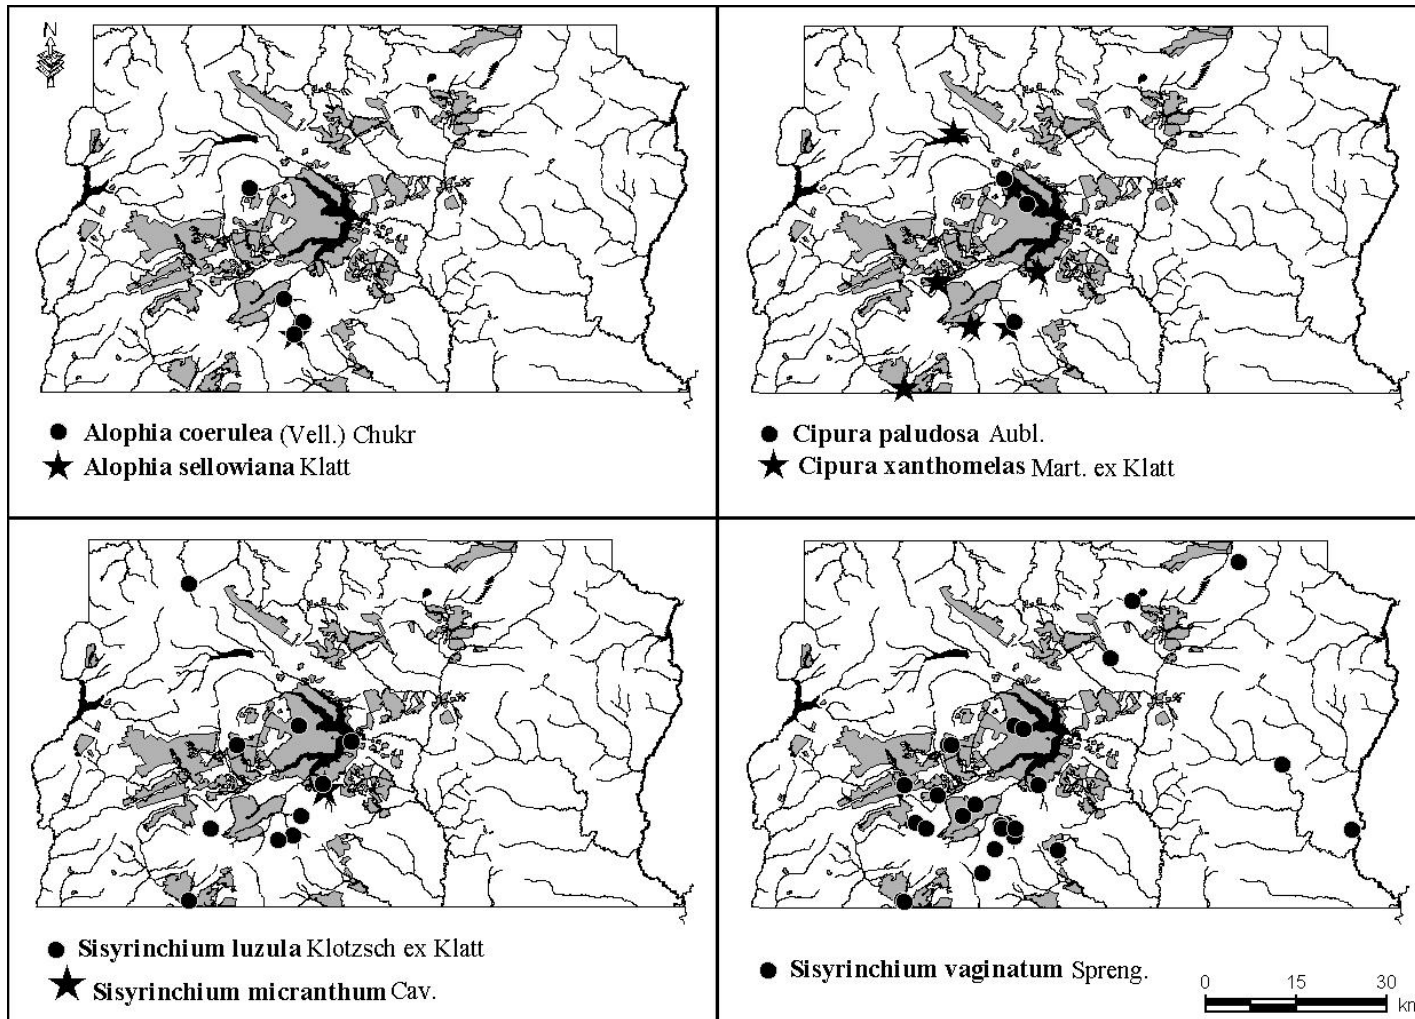 N
Alophia coerulea (Vell.) Chukr
Alophia sellowiana Klatt
Cipura paludosa Aubl.
Cipura xanthomelas Mart. ex Klatt
Sisyrinchium luzula Klotzsch ex Klatt
Sisyrinchium micranthum Cav.
Sisyrinchium vaginatum Spreng.
0 15 30
km